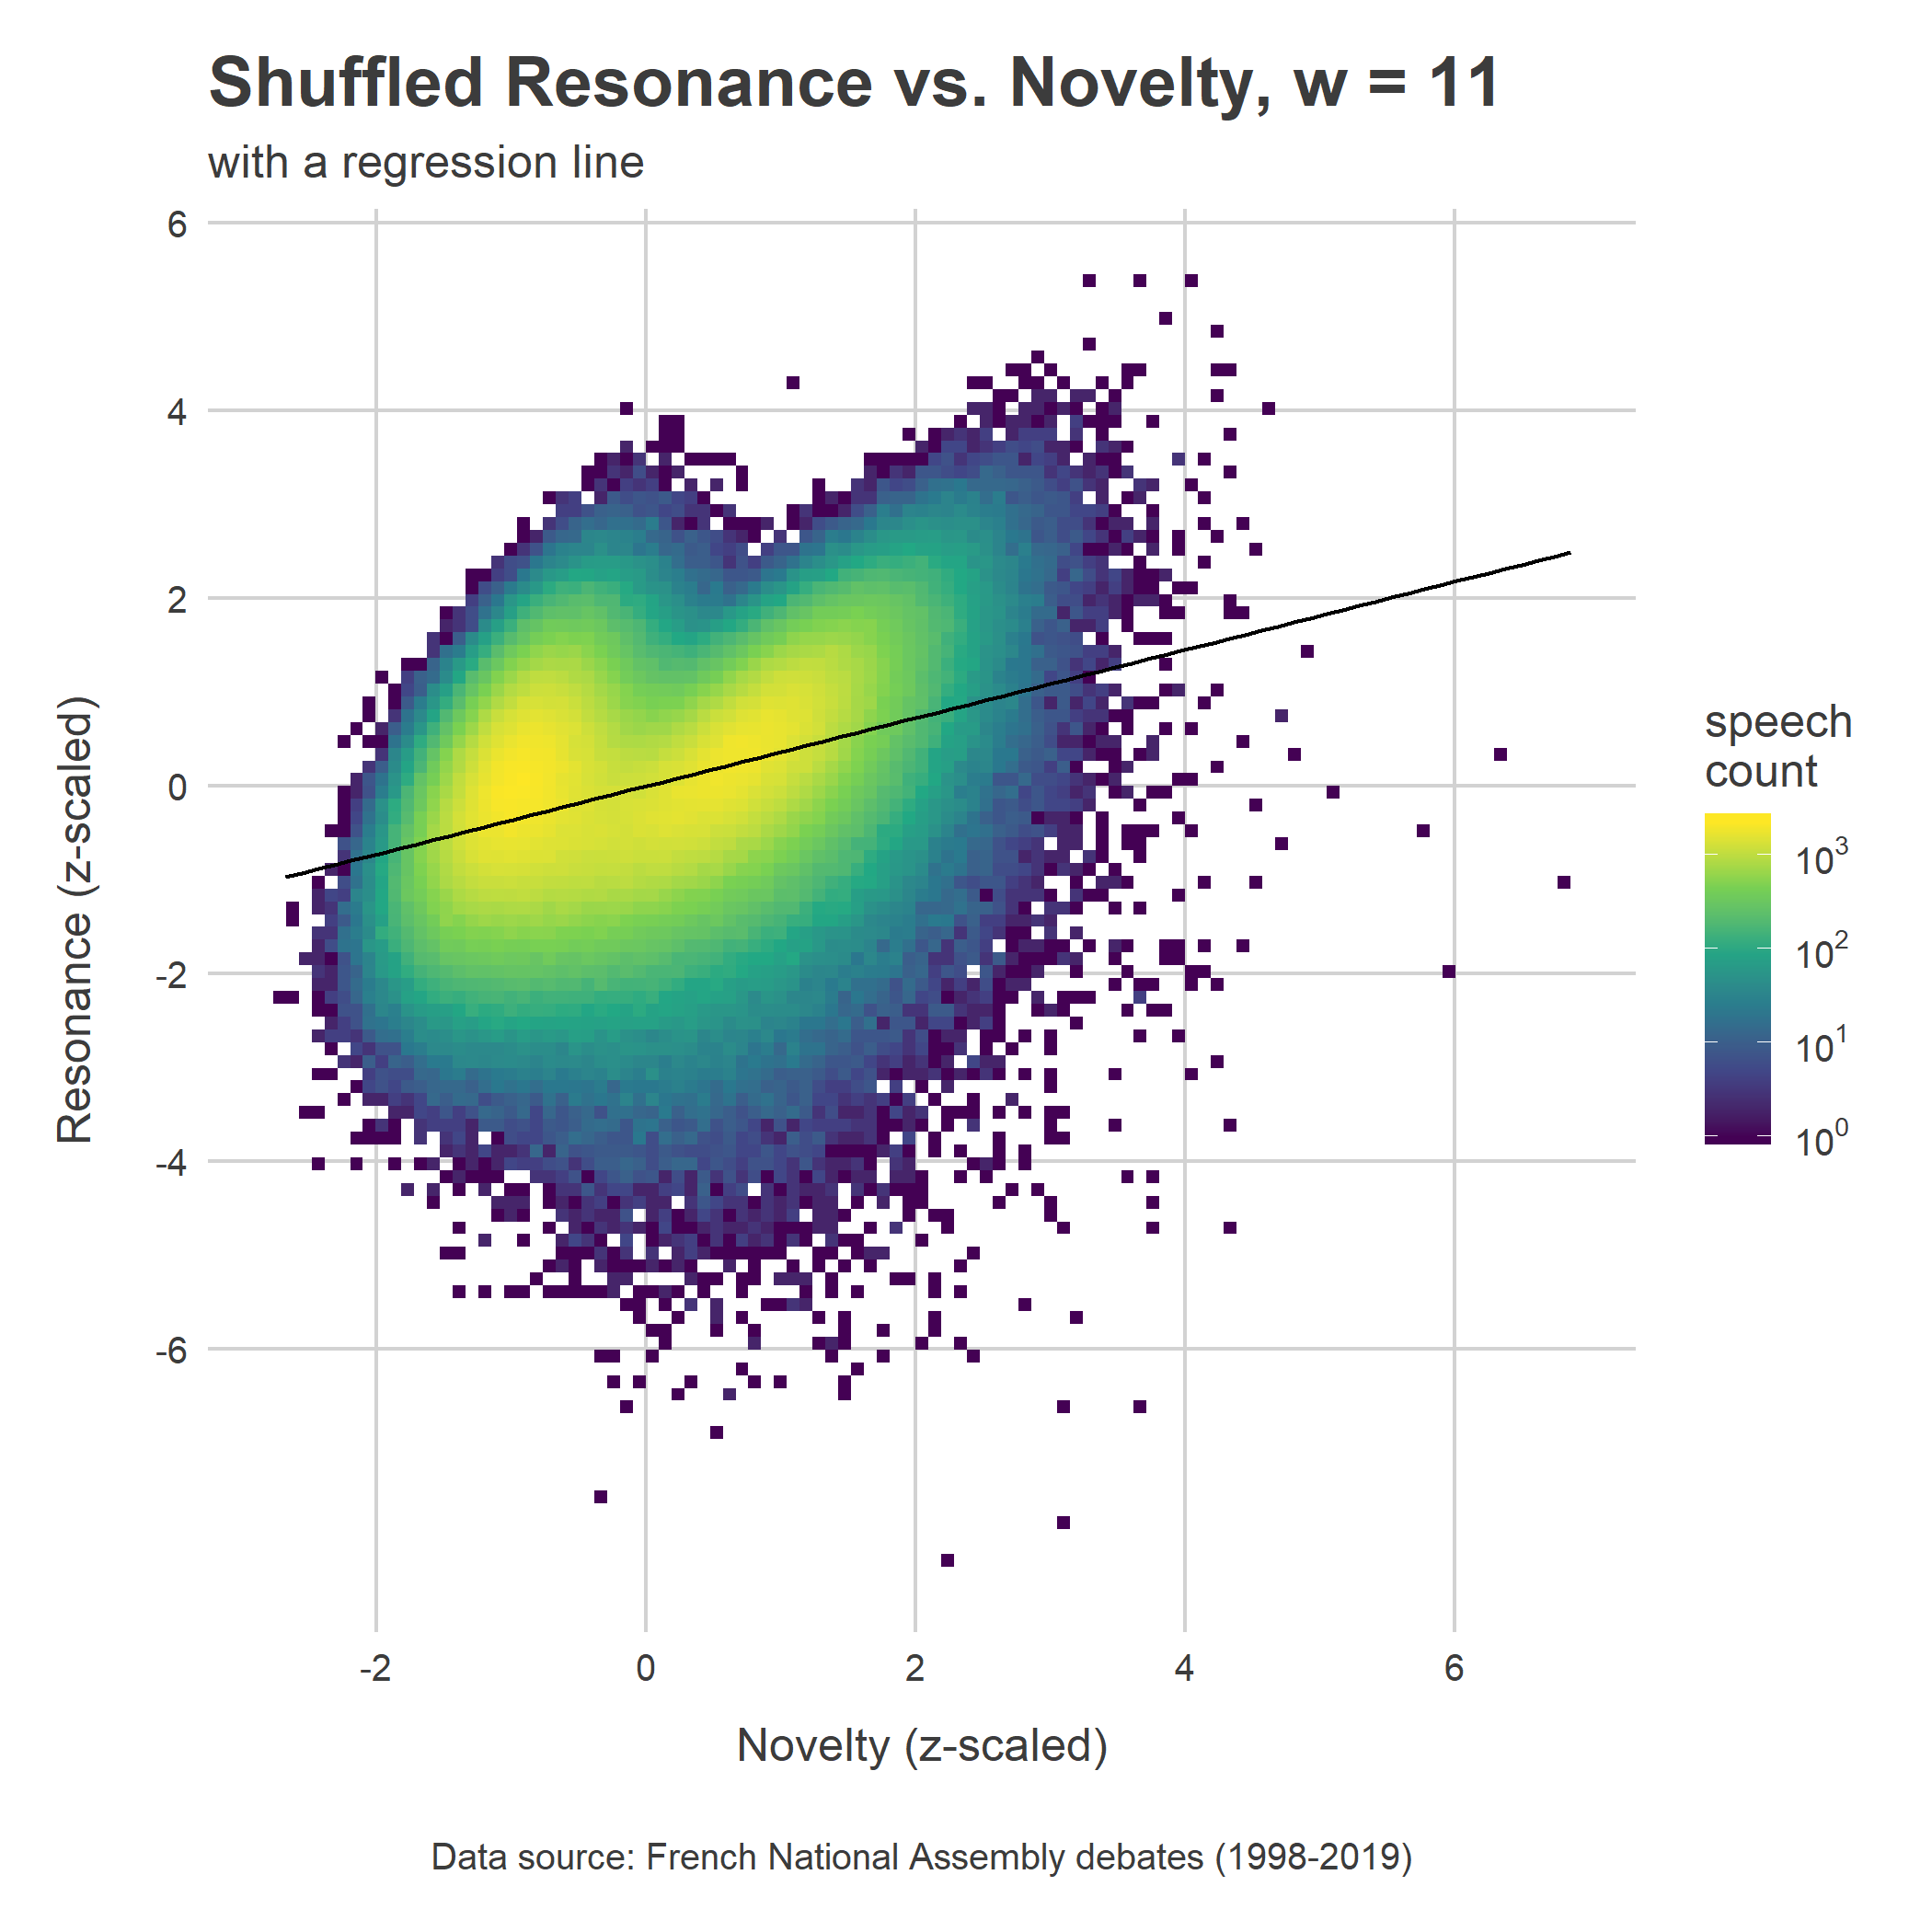 Shuffled Resonance vs. Novelty, w = 11
with a regression line
6
4
2
0
-2
-4
-6
Resonance (z-scaled)
-2 0 2 4 6
Novelty (z-scaled)
speech
count
10³
10²
10¹
10⁰
Data source: French National Assembly debates (1998-2019)